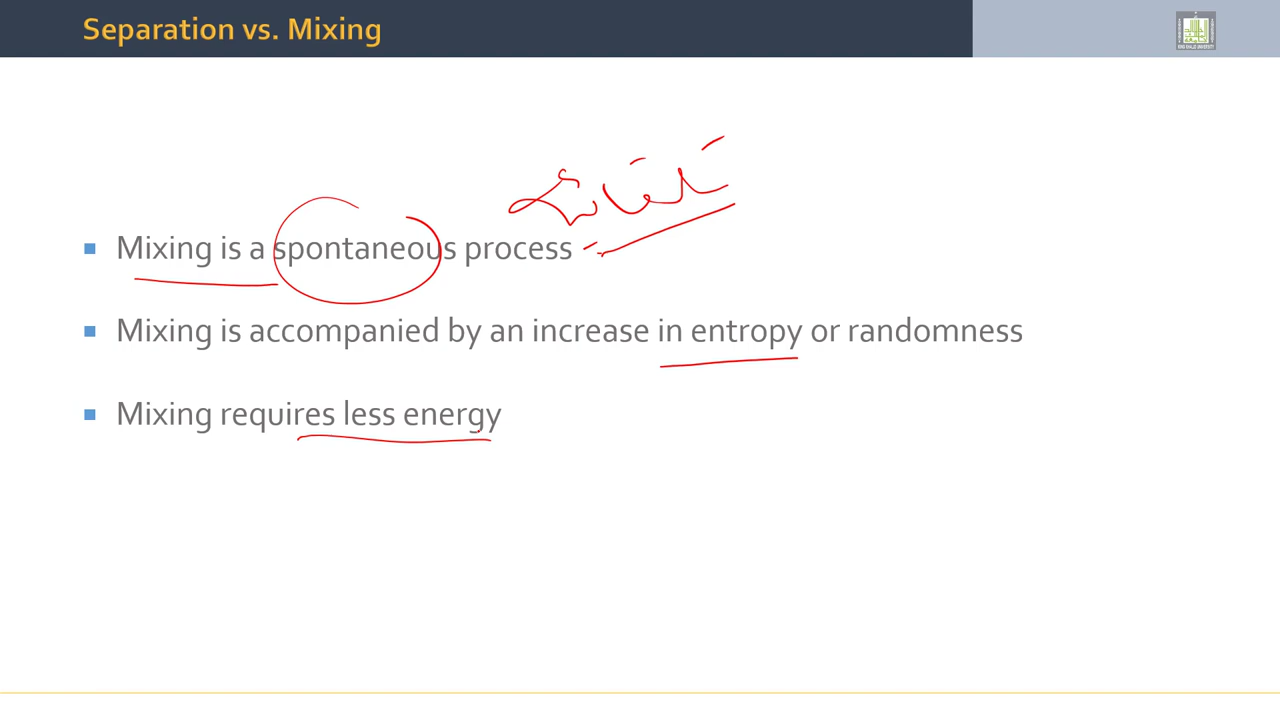 Separation vs. Mixing
Mixing is a spontaneous process
Mixing is accompanied by an increase in entropy or randomness
Mixing requires less energy